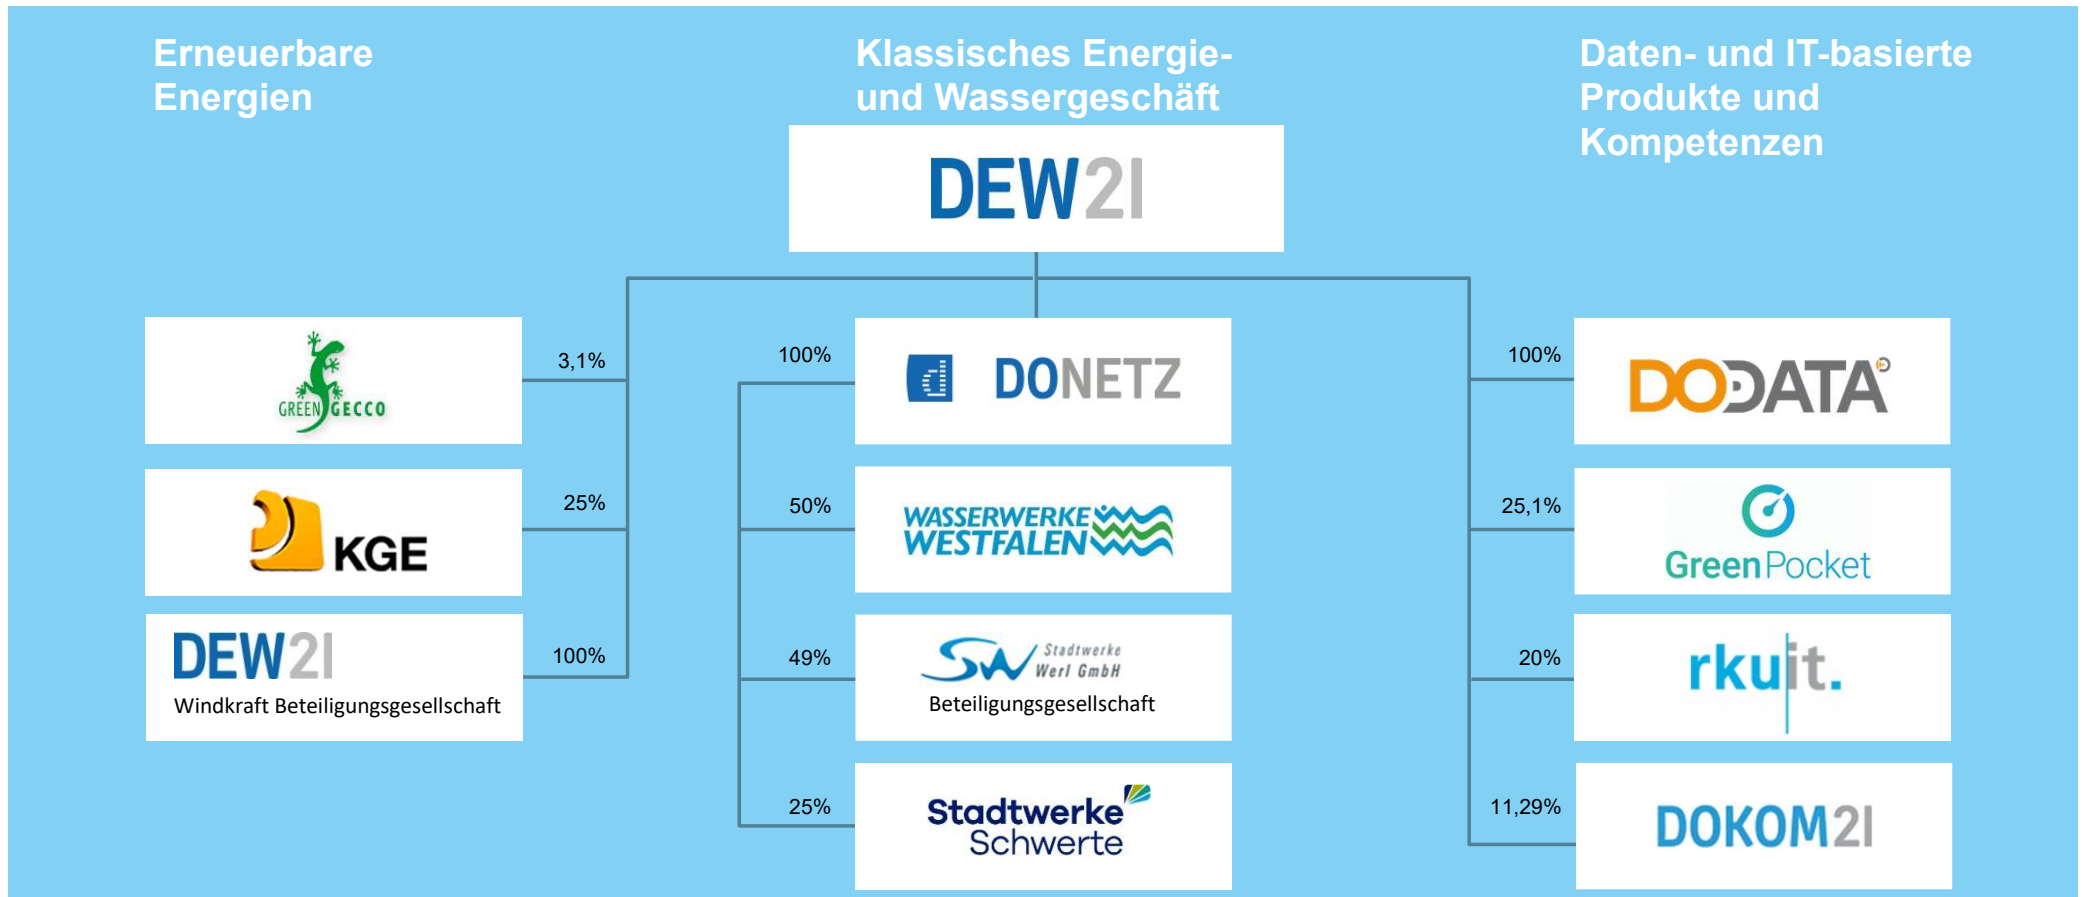 Erneuerbare
Energien
Klassisches Energie-
und Wassergeschäft
Daten- und IT-basierte
Produkte und
Kompetenzen
DEW21
3,1%
GREEN GECCO
25%
KGE
100%
DEW21
Windkraft Beteiligungsgesellschaft
100%
d DONETZ
50%
WASSERWERKE
WESTFALEN
49%
SW Stadtwerke
Werl GmbH
Beteiligungsgesellschaft
25%
Stadtwerke
Schwerte
100%
DODATA
25,1%
GreenPocket
20%
rkuit.
11,29%
DOKOM21